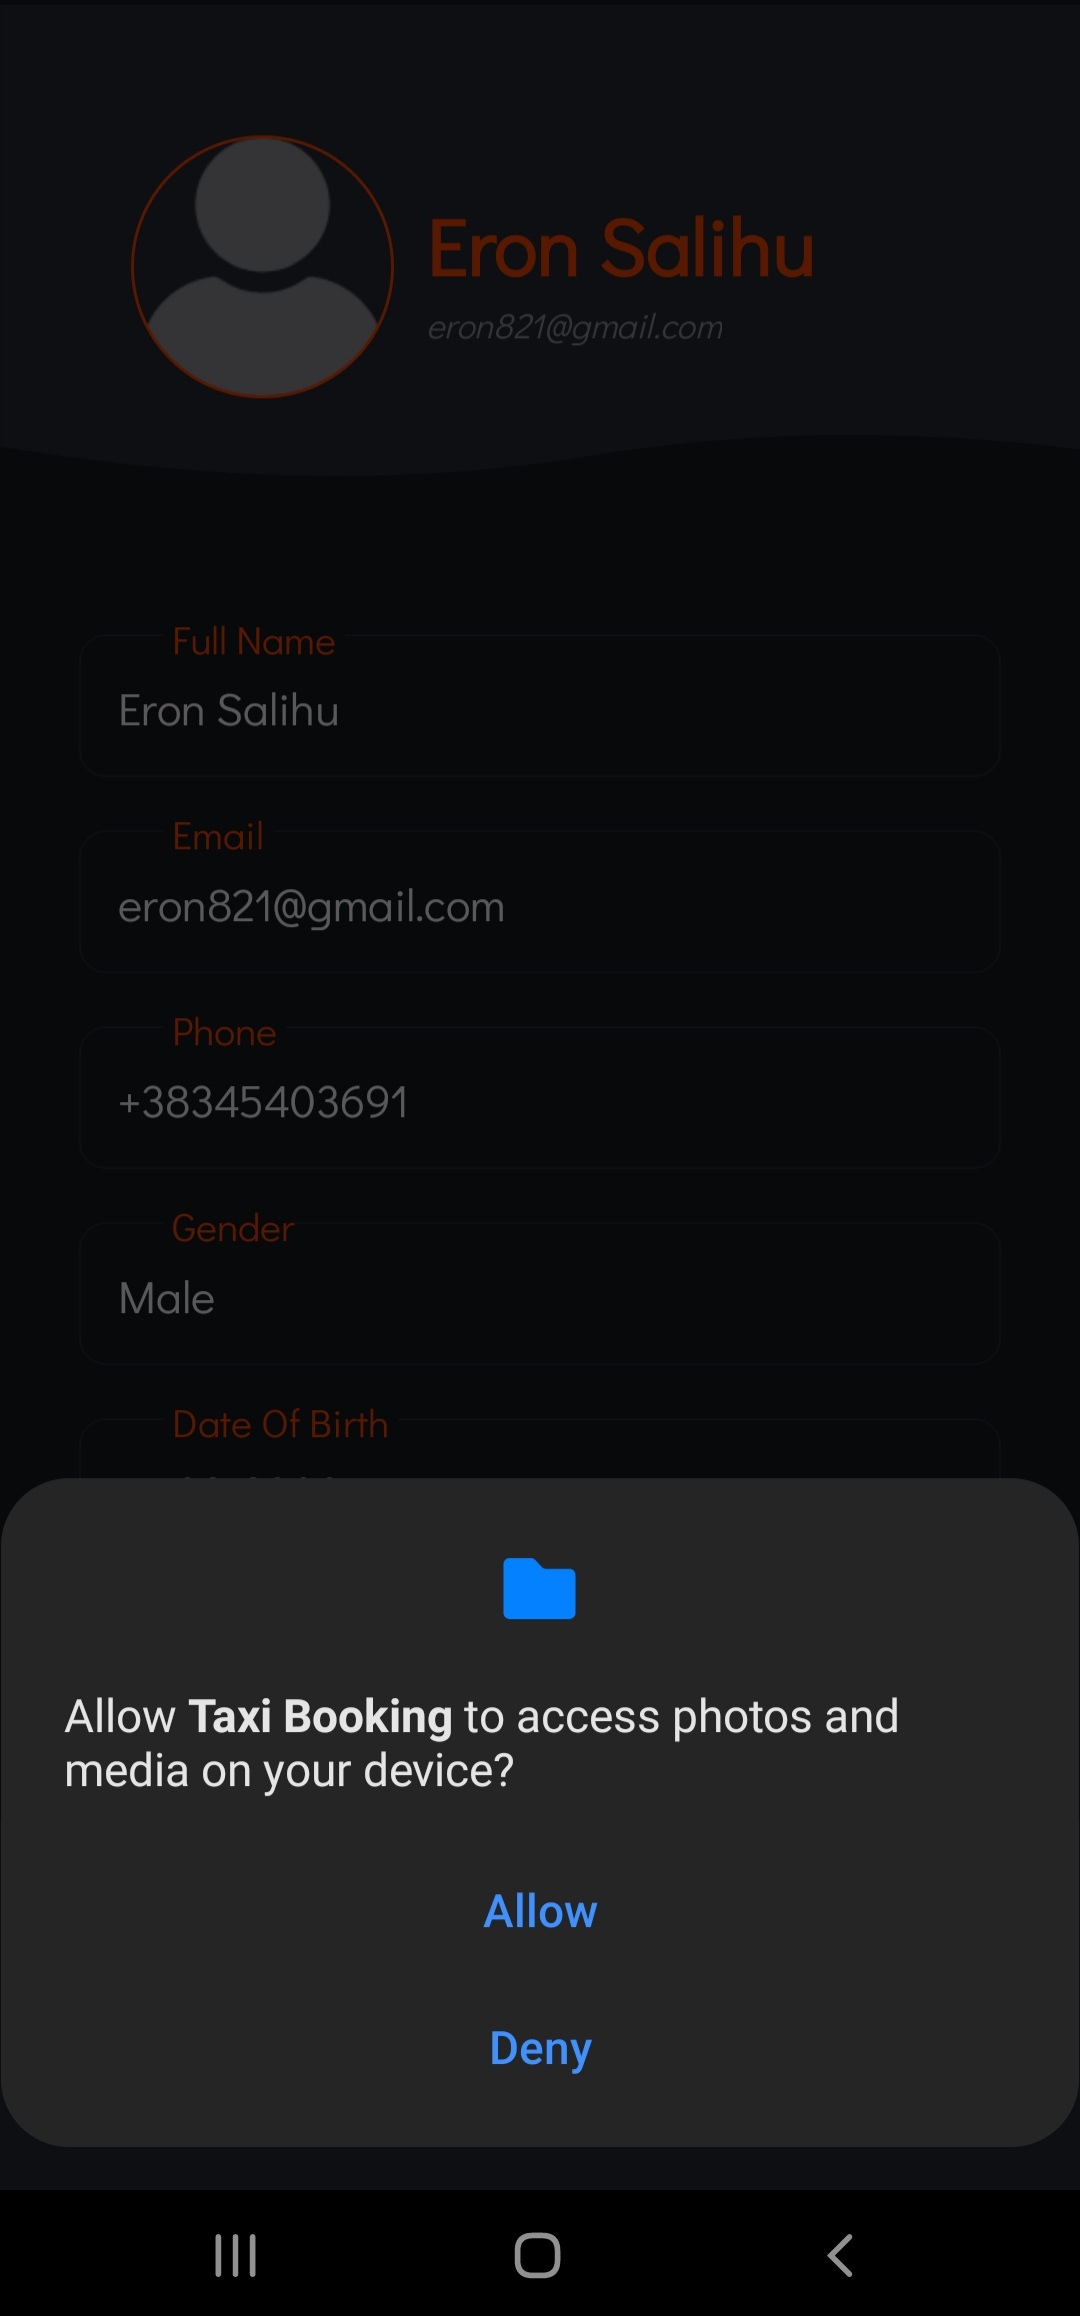 Eron Salihu
eron821@gmail.com
Full Name
Eron Salihu
Email
eron821@gmail.com
Phone
+38345403691
Gender
Male
Date Of Birth
Allow Taxi Booking to access photos and
media on your device?
Allow
Deny